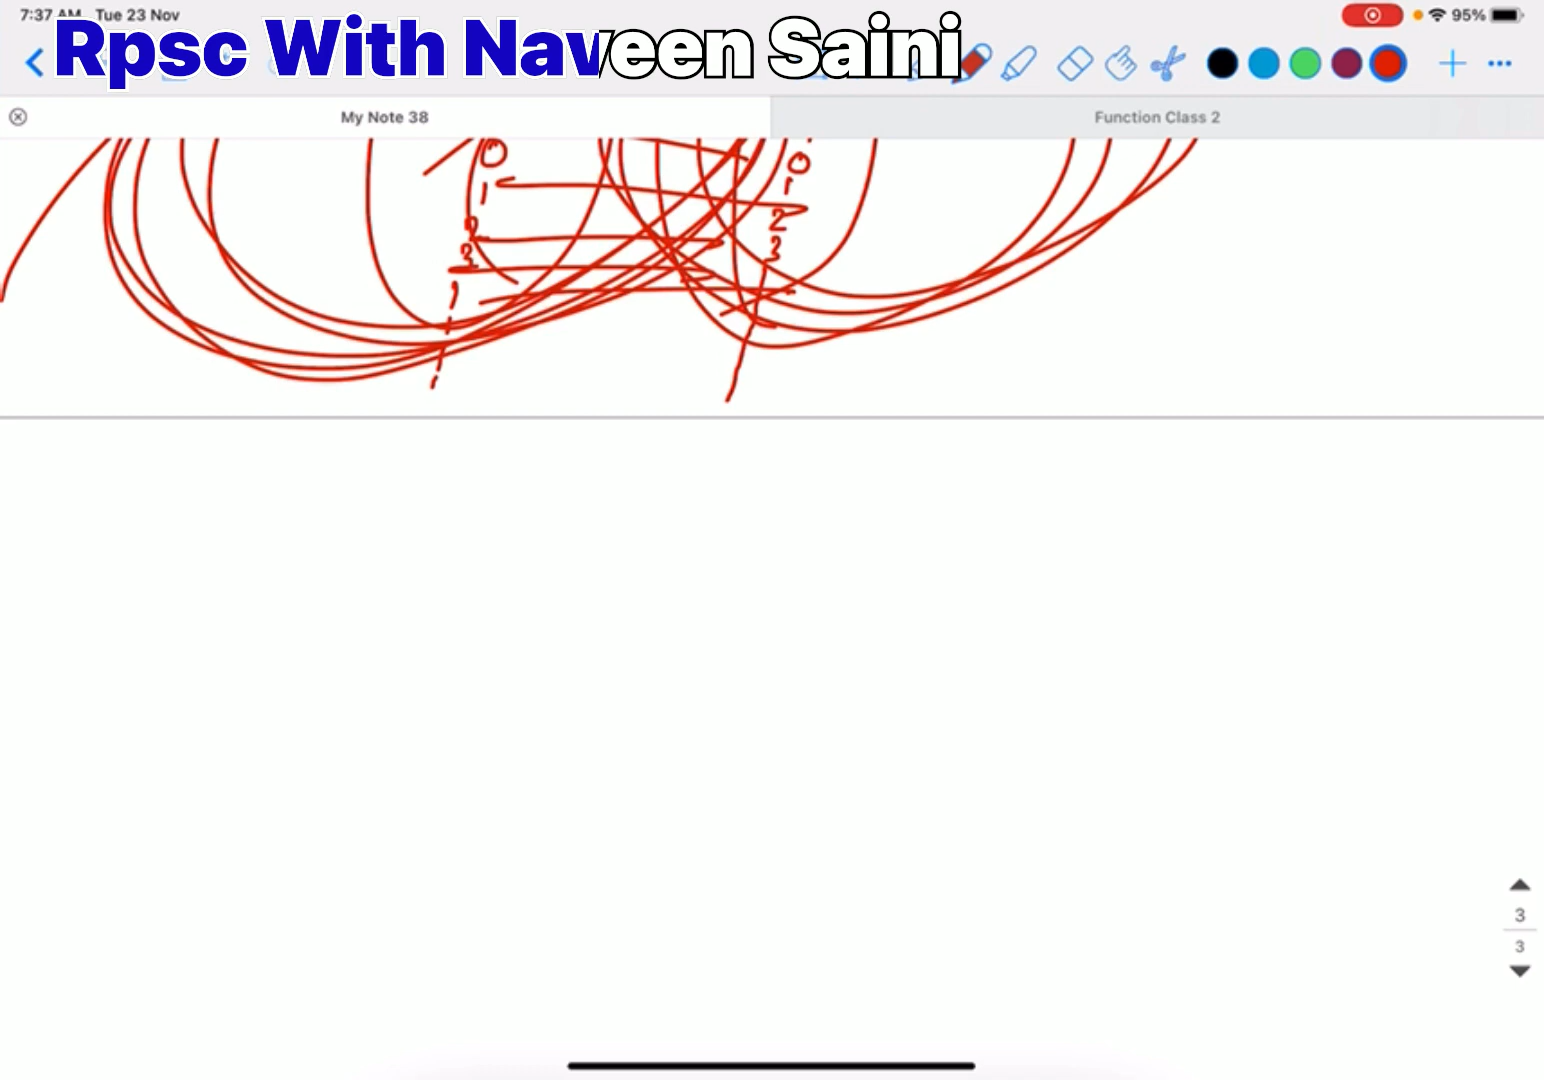 7:37 AM Tue 23 Nov
95%
Rpsc With Naveen Saini
My Note 38
Function Class 2
0 0
1 1
2 2
3 3
3
3